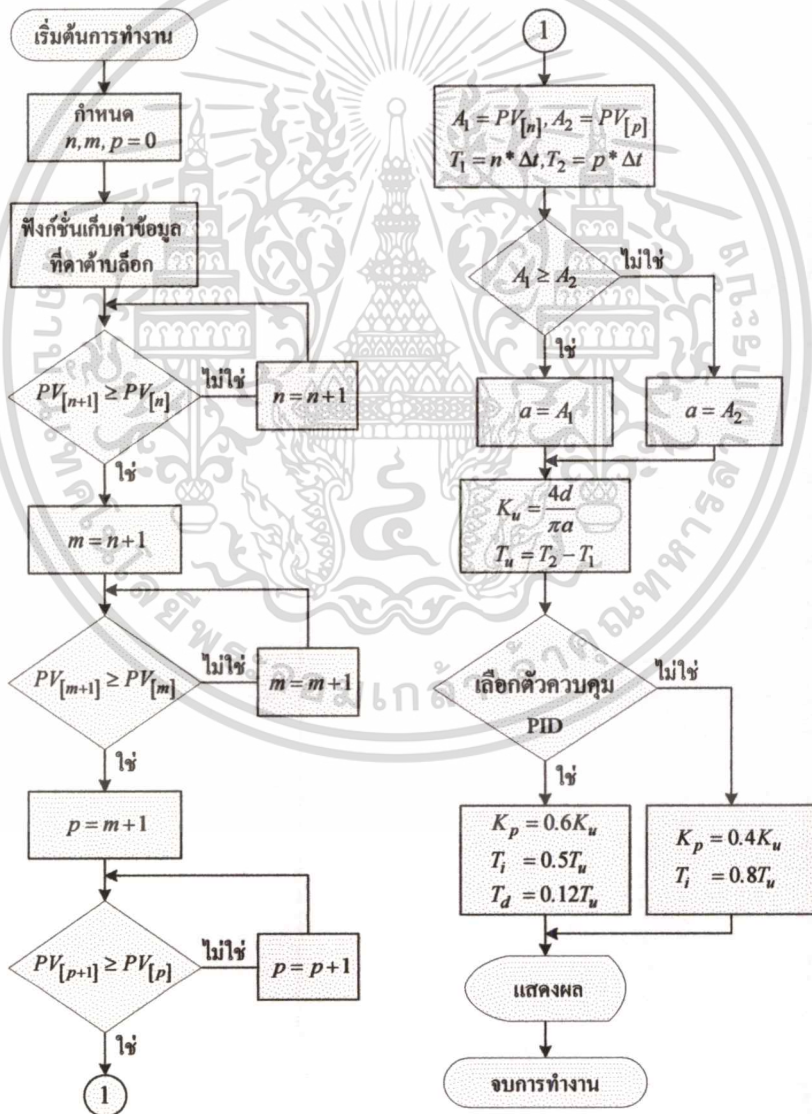 เริ่มต้นการทำงาน
กำหนด
n, m, p = 0
ฟังก์ชั่นเก็บค่าข้อมูล
ที่ดาต้าบล็อก
PV[n+1] ≥ PV[n]
ไม่ใช่
n = n+1
ใช่
m = n+1
PV[m+1] ≥ PV[m]
ไม่ใช่
m = m+1
ใช่
p = m+1
PV[p+1] ≥ PV[p]
ไม่ใช่
p = p+1
ใช่
1
1
A₁ = PV[n], A₂ = PV[p]
T₁ = n * Δt, T₂ = p * Δt
A₁ ≥ A₂
ไม่ใช่
ใช่
a = A₁
a = A₂
Kᵤ = 4d/πa
Tᵤ = T₂ − T₁
เลือกตัวควบคุม
PID
ไม่ใช่
ใช่
Kₚ = 0.6Kᵤ
Tᵢ = 0.5Tᵤ
T_d = 0.12Tᵤ
Kₚ = 0.4Kᵤ
Tᵢ = 0.8Tᵤ
แสดงผล
จบการทำงาน